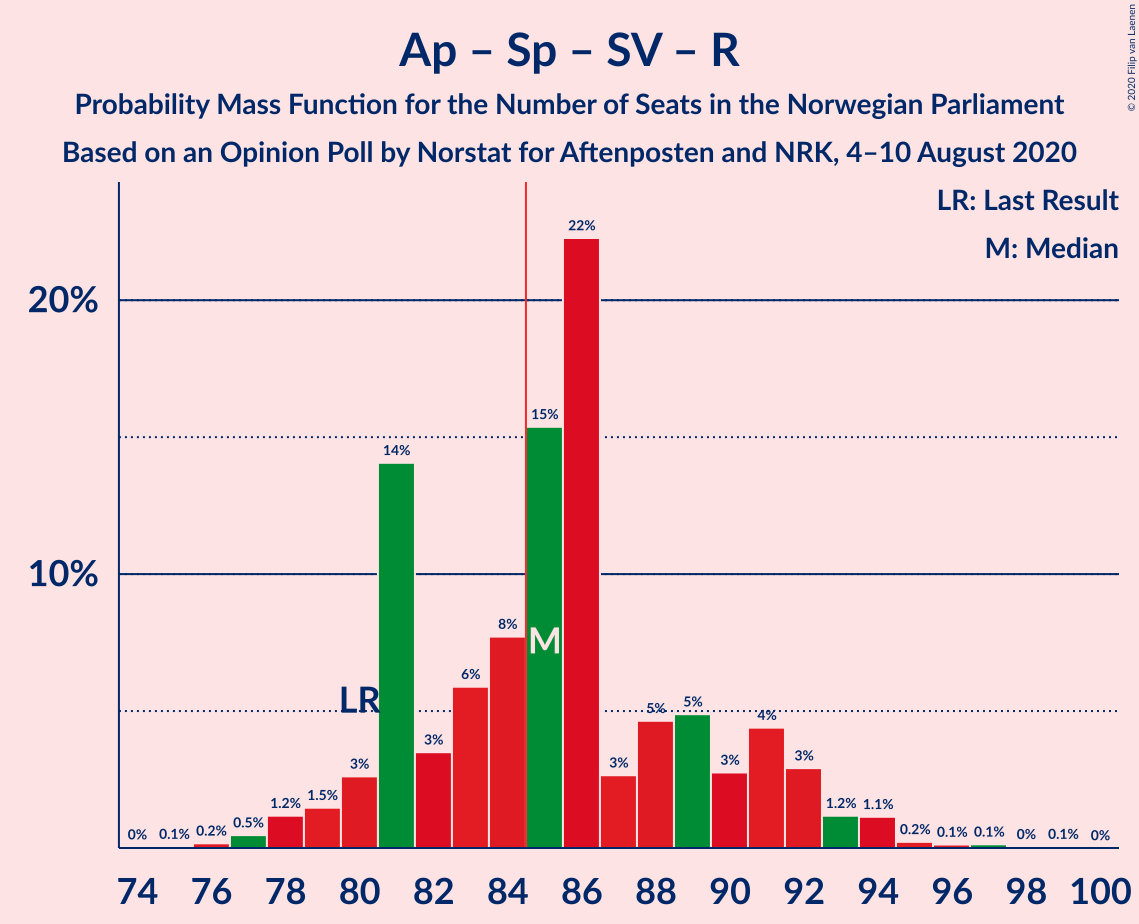 Ap – Sp – SV – R
Probability Mass Function for the Number of Seats in the Norwegian Parliament
Based on an Opinion Poll by Norstat for Aftenposten and NRK, 4–10 August 2020
© 2020 Filip van Laenen
LR: Last Result
M: Median
20%
10%
0% 0.1% 0.2% 0.5% 1.2% 1.5% 3% 14% 3% 6% 8% 15% 22% 3% 5% 5% 3% 4% 3% 1.2% 1.1% 0.2% 0.1% 0.1% 0% 0.1% 0%
LR
M
74 76 78 80 82 84 86 88 90 92 94 96 98 100